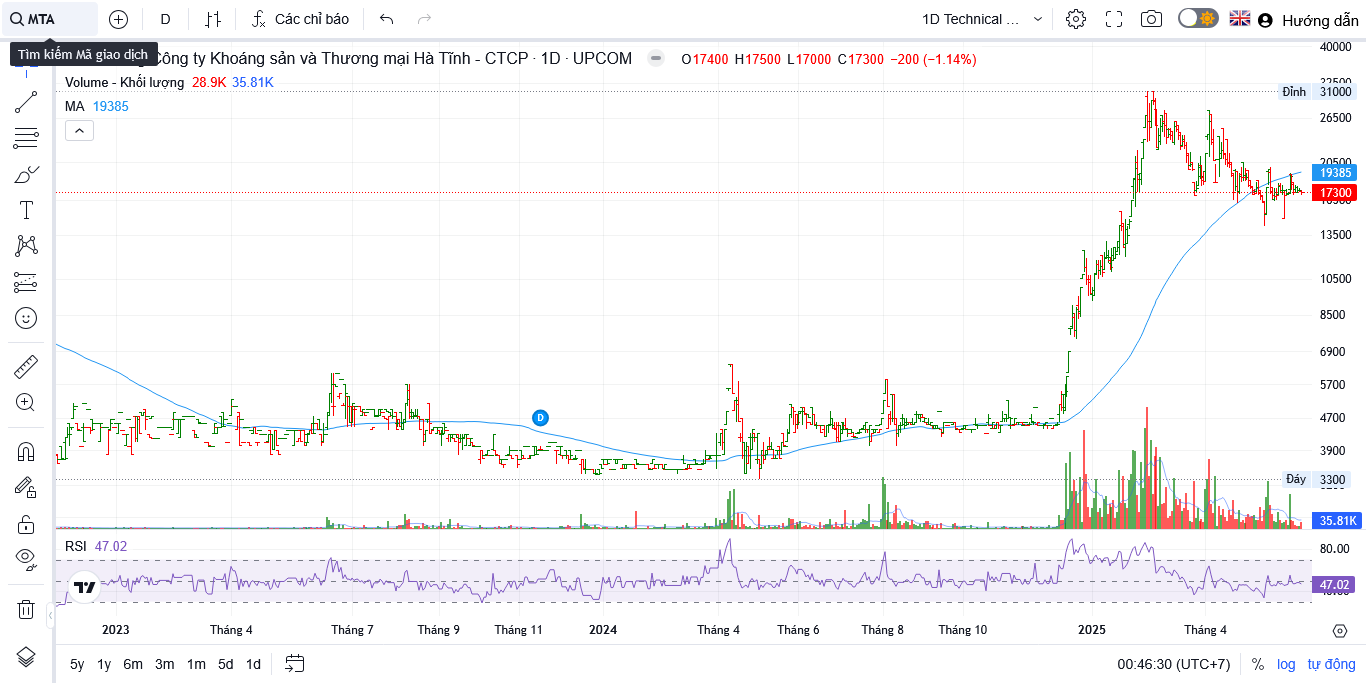 MTA
D
Các chỉ báo
1D Technical ...
Hướng dẫn
Tìm kiếm Mã giao dịch
Công ty Khoáng sản và Thương mại Hà Tĩnh - CTCP · 1D · UPCOM
O17400 H17500 L17000 C17300 −200 (−1.14%)
Volume - Khối lượng 28.9K 35.81K
MA 19385
40000
32500
Đỉnh 31000
26500
20500
19385
17300
13500
10500
8500
6900
5700
4700
3900
Đáy 3300
35.81K
D
RSI 47.02
80.00
47.02
2023 Tháng 4 Tháng 7 Tháng 9 Tháng 11 2024 Tháng 4 Tháng 6 Tháng 8 Tháng 10 2025 Tháng 4
5y 1y 6m 3m 1m 5d 1d
00:46:30 (UTC+7) % log tự động